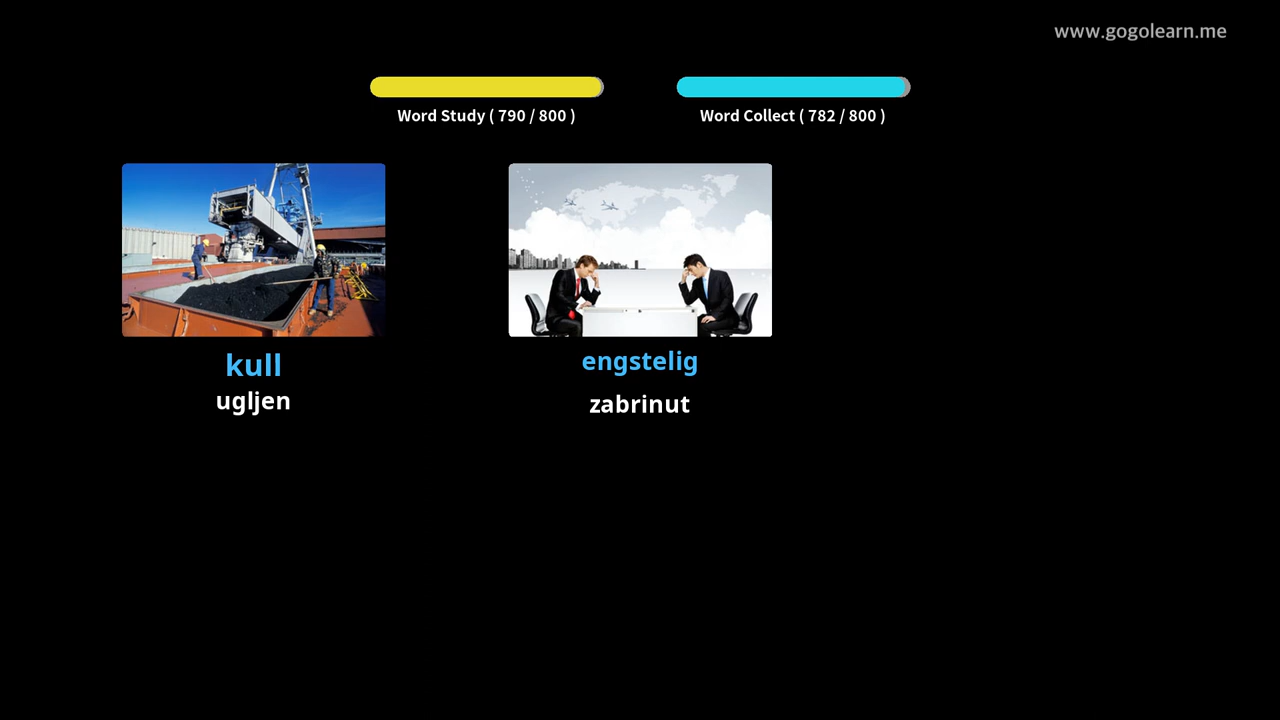 www.gogolearn.me
Word Study ( 790 / 800 )
Word Collect ( 782 / 800 )
kull
ugljen
engstelig
zabrinut